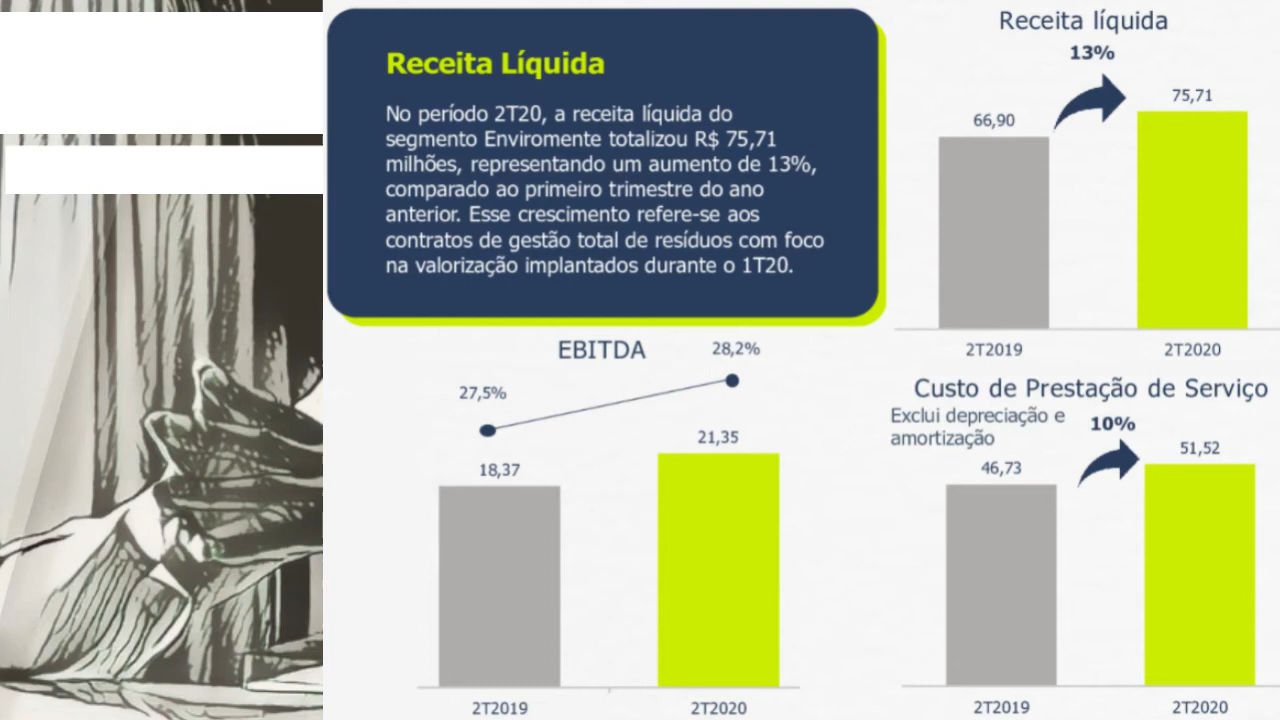 Receita Líquida
No período 2T20, a receita líquida do
segmento Enviromente totalizou R$ 75,71
milhões, representando um aumento de 13%,
comparado ao primeiro trimestre do ano
anterior. Esse crescimento refere-se aos
contratos de gestão total de resíduos com foco
na valorização implantados durante o 1T20.
Receita líquida
13%
66,90
75,71
2T2019
2T2020
EBITDA
27,5%
28,2%
18,37
21,35
2T2019
2T2020
Custo de Prestação de Serviço
Exclui depreciação e
amortização
10%
46,73
51,52
2T2019
2T2020